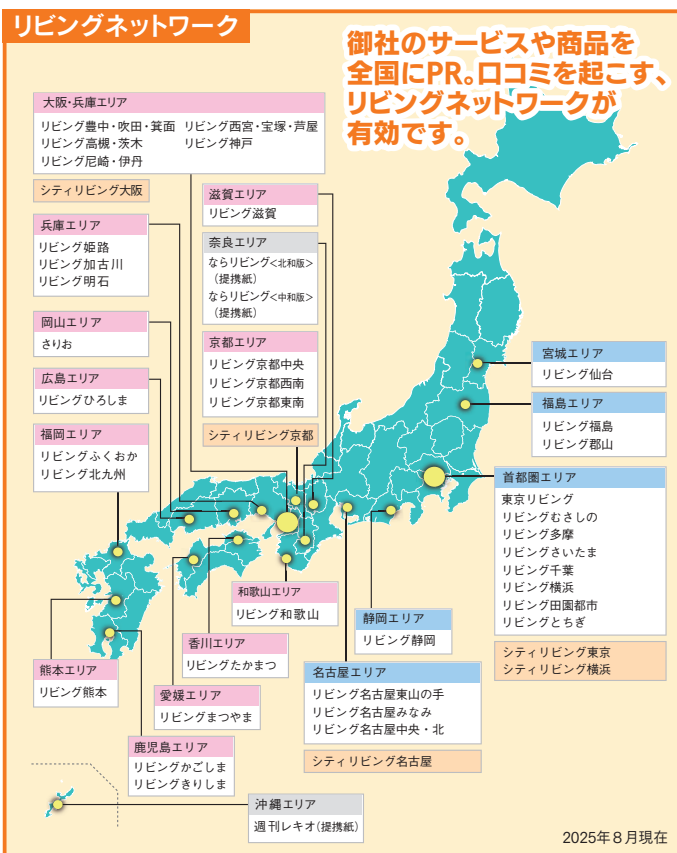 リビングネットワーク
御社のサービスや商品を
全国にPR。口コミを起こす、
リビングネットワークが
有効です。
大阪・兵庫エリア
リビング豊中・吹田・箕面 リビング西宮・宝塚・芦屋
リビング高槻・茨木 リビング神戸
リビング尼崎・伊丹
シティリビング大阪
兵庫エリア
リビング姫路
リビング加古川
リビング明石
岡山エリア
さりお
広島エリア
リビングひろしま
福岡エリア
リビングふくおか
リビング北九州
滋賀エリア
リビング滋賀
奈良エリア
ならリビング<北和版>
(提携紙)
ならリビング<中和版>
(提携紙)
京都エリア
リビング京都中央
リビング京都西南
リビング京都東南
シティリビング京都
宮城エリア
リビング仙台
福島エリア
リビング福島
リビング郡山
首都圏エリア
東京リビング
リビングむさしの
リビング多摩
リビングさいたま
リビング千葉
リビング横浜
リビング田園都市
リビングとちぎ
シティリビング東京
シティリビング横浜
和歌山エリア
リビング和歌山
静岡エリア
リビング静岡
香川エリア
リビングたかまつ
名古屋エリア
リビング名古屋東山の手
リビング名古屋みなみ
リビング名古屋中央・北
シティリビング名古屋
熊本エリア
リビング熊本
愛媛エリア
リビングまつやま
鹿児島エリア
リビングかごしま
リビングきりしま
沖縄エリア
週刊レキオ(提携紙)
2025年8月現在